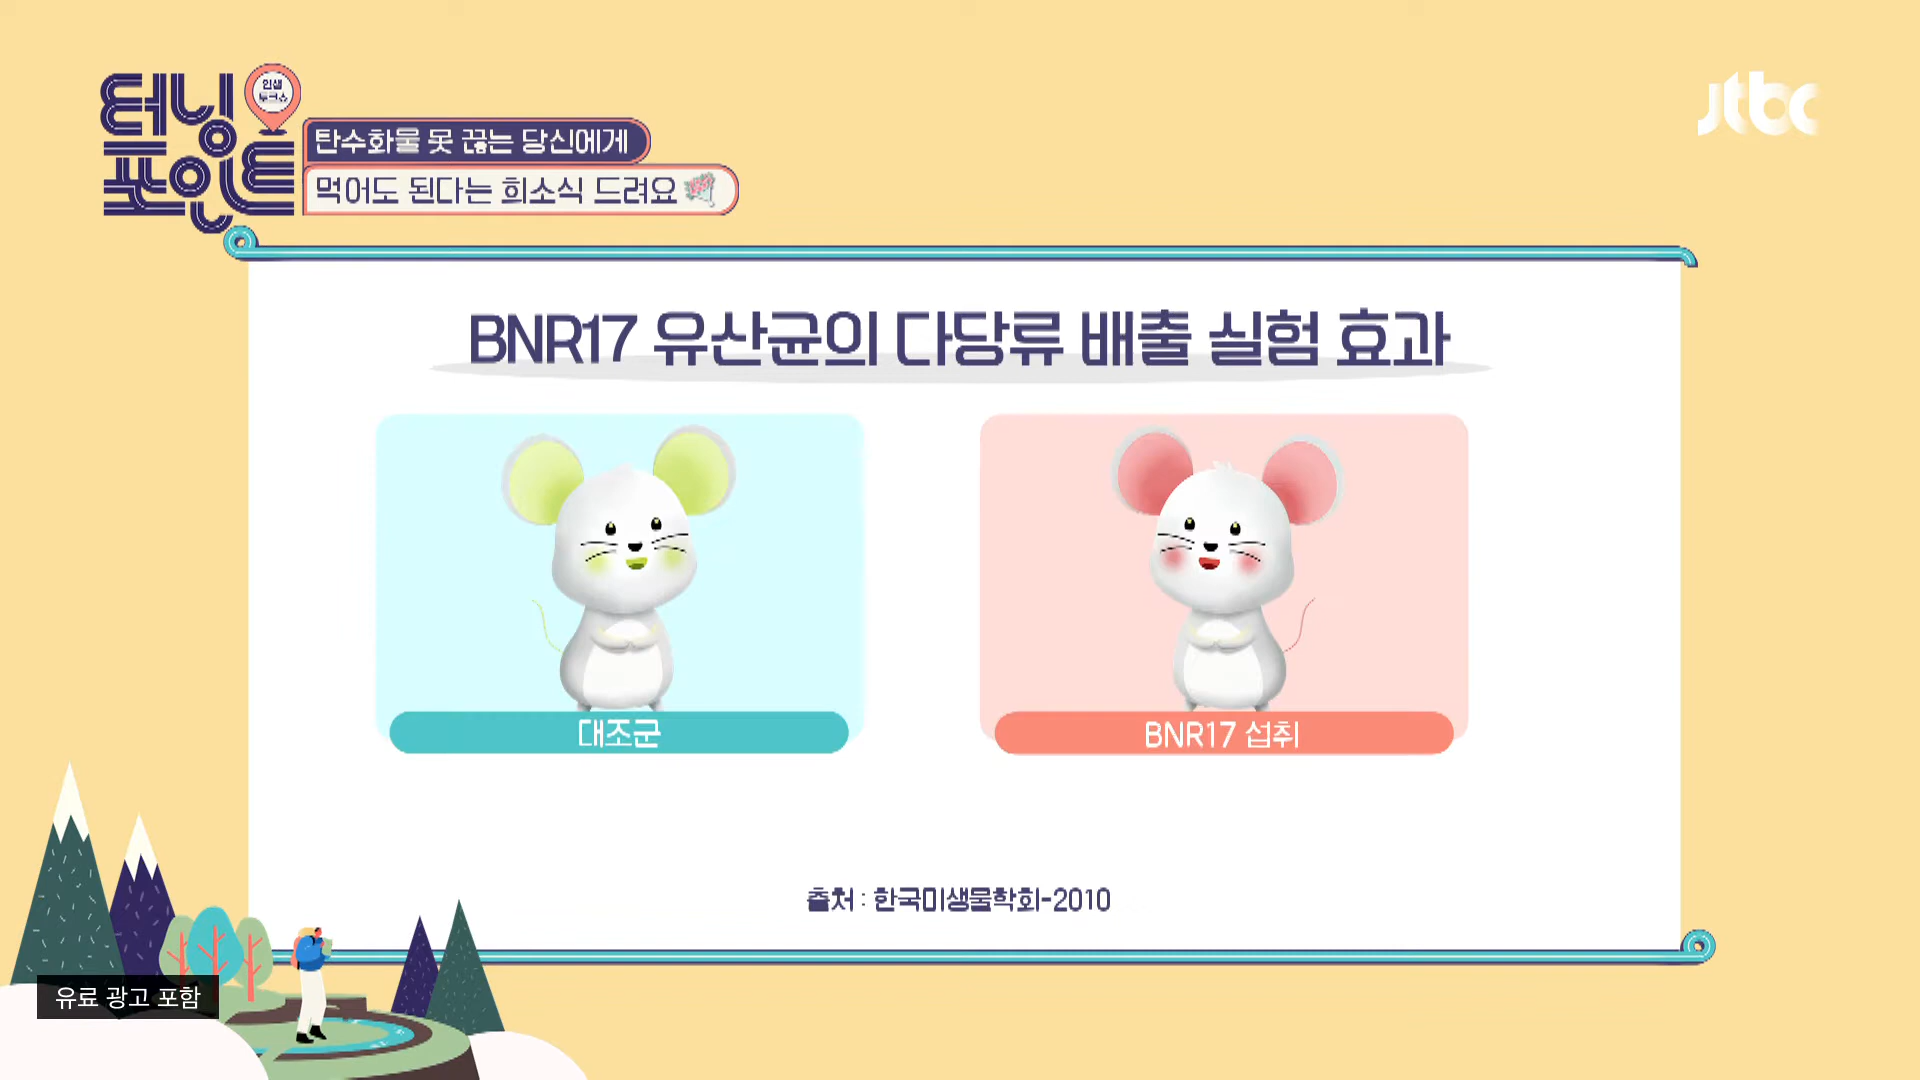 터닝
포인트
인생
토크쇼
탄수화물 못 끊는 당신에게
먹어도 된다는 희소식 드려요
jtbc
BNR17 유산균의 다당류 배출 실험 효과
대조군
BNR17 섭취
출처 : 한국미생물학회-2010
유료 광고 포함